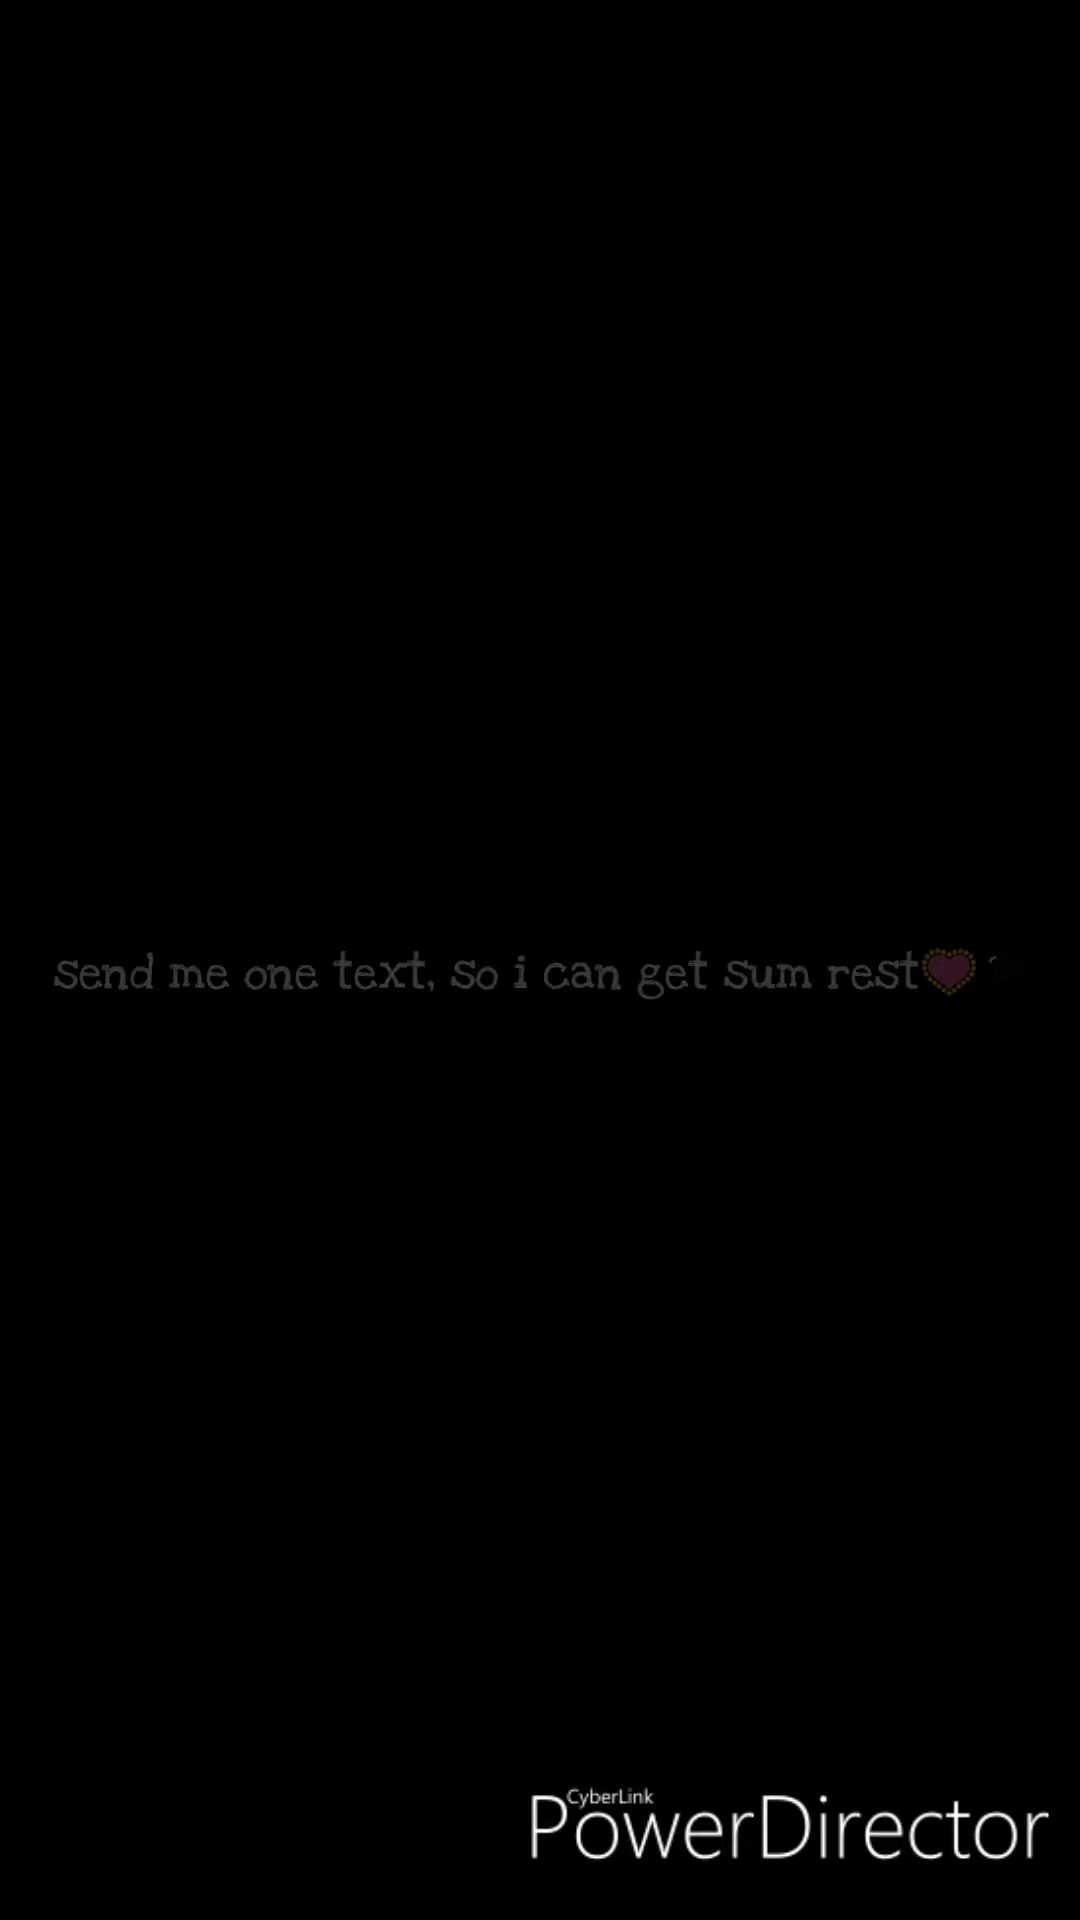 send me one text, so i can get sum rest💝
CyberLink
PowerDirector